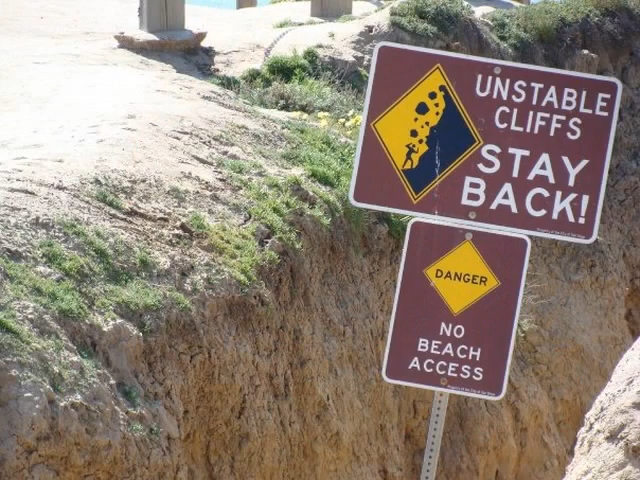 UNSTABLE
CLIFFS
STAY
BACK!
DANGER
NO
BEACH
ACCESS